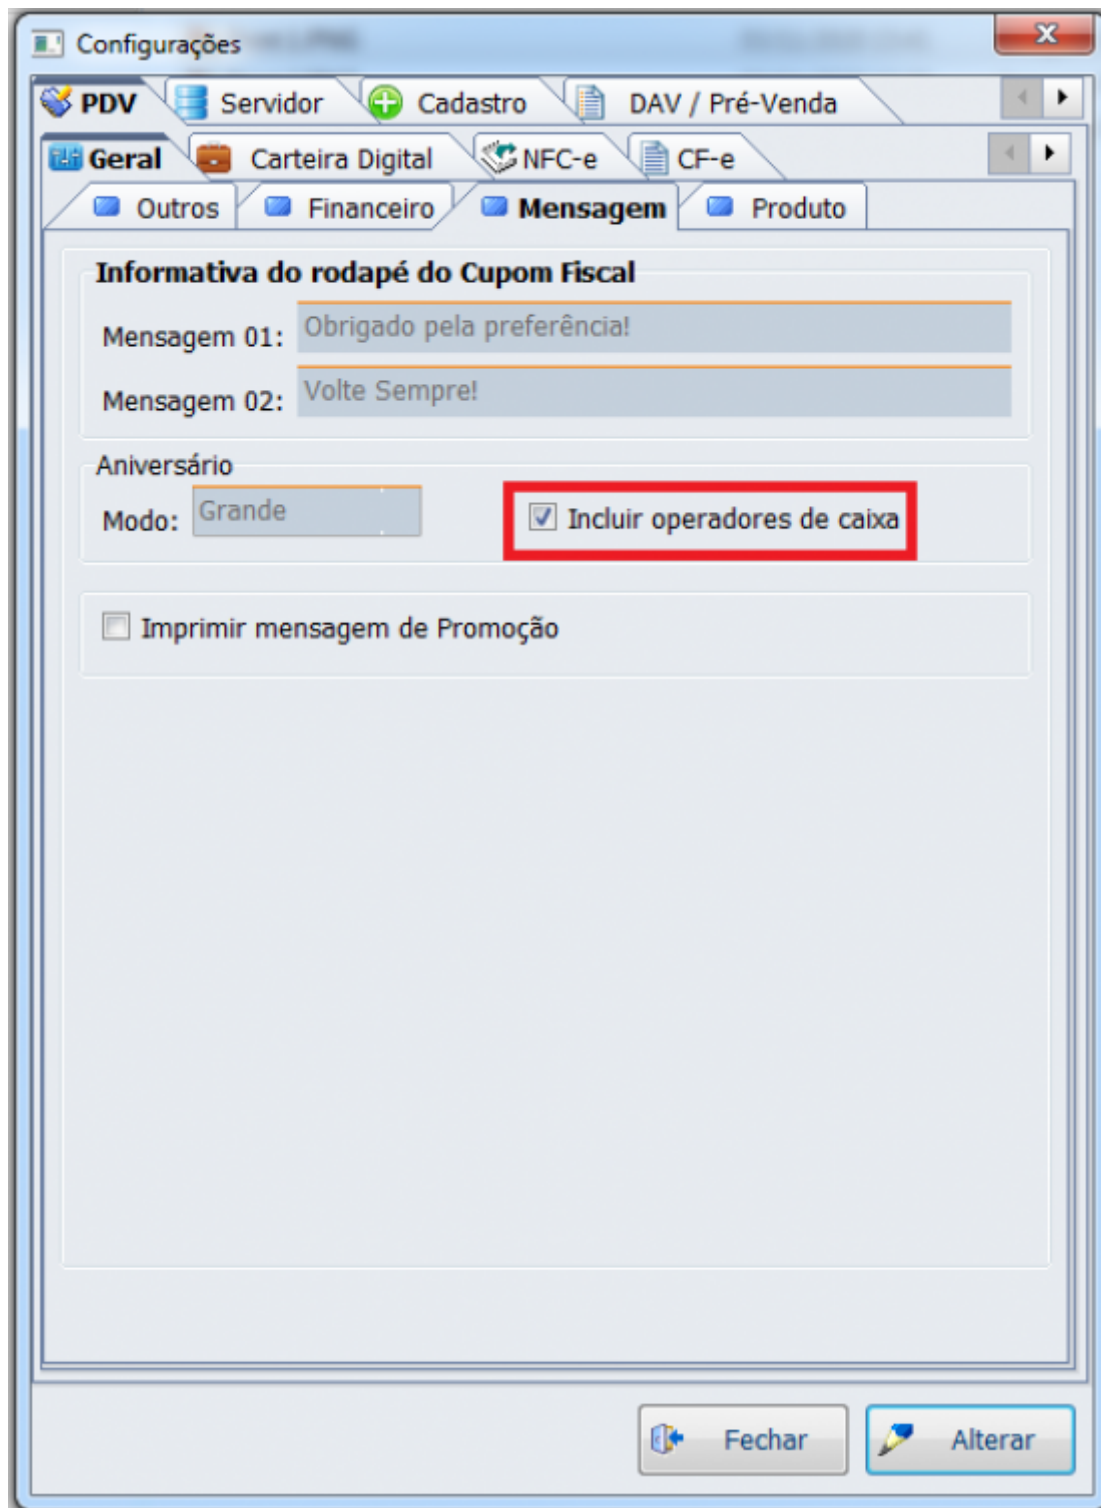 Configurações
PDV Servidor Cadastro DAV / Pré-Venda
Geral Carteira Digital NFC-e CF-e
Outros Financeiro Mensagem Produto
Informativa do rodapé do Cupom Fiscal
Mensagem 01: Obrigado pela preferência!
Mensagem 02: Volte Sempre!
Aniversário
Modo: Grande Incluir operadores de caixa
Imprimir mensagem de Promoção
Fechar Alterar